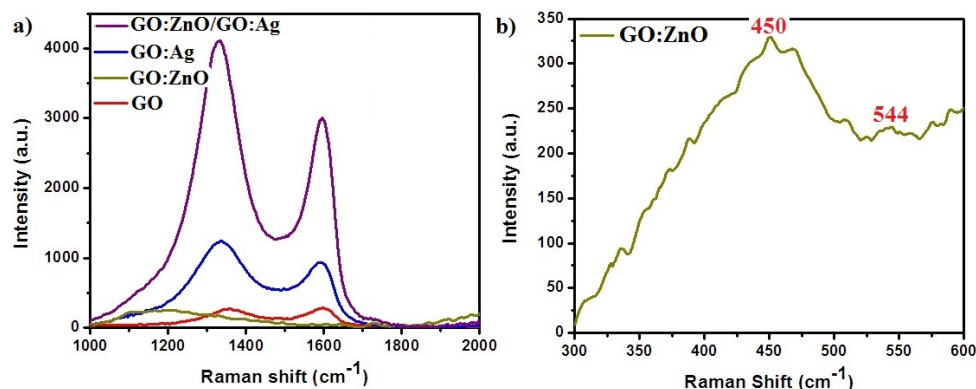 a)
GO:ZnO/GO:Ag
GO:Ag
GO:ZnO
GO
4000
3000
2000
1000
0
Intensity (a.u.)
1000 1200 1400 1600 1800 2000
Raman shift (cm⁻¹)
b)
GO:ZnO
450
544
350
300
250
200
150
100
50
0
Intensity (a.u.)
300 350 400 450 500 550 600
Raman Shift (cm⁻¹)